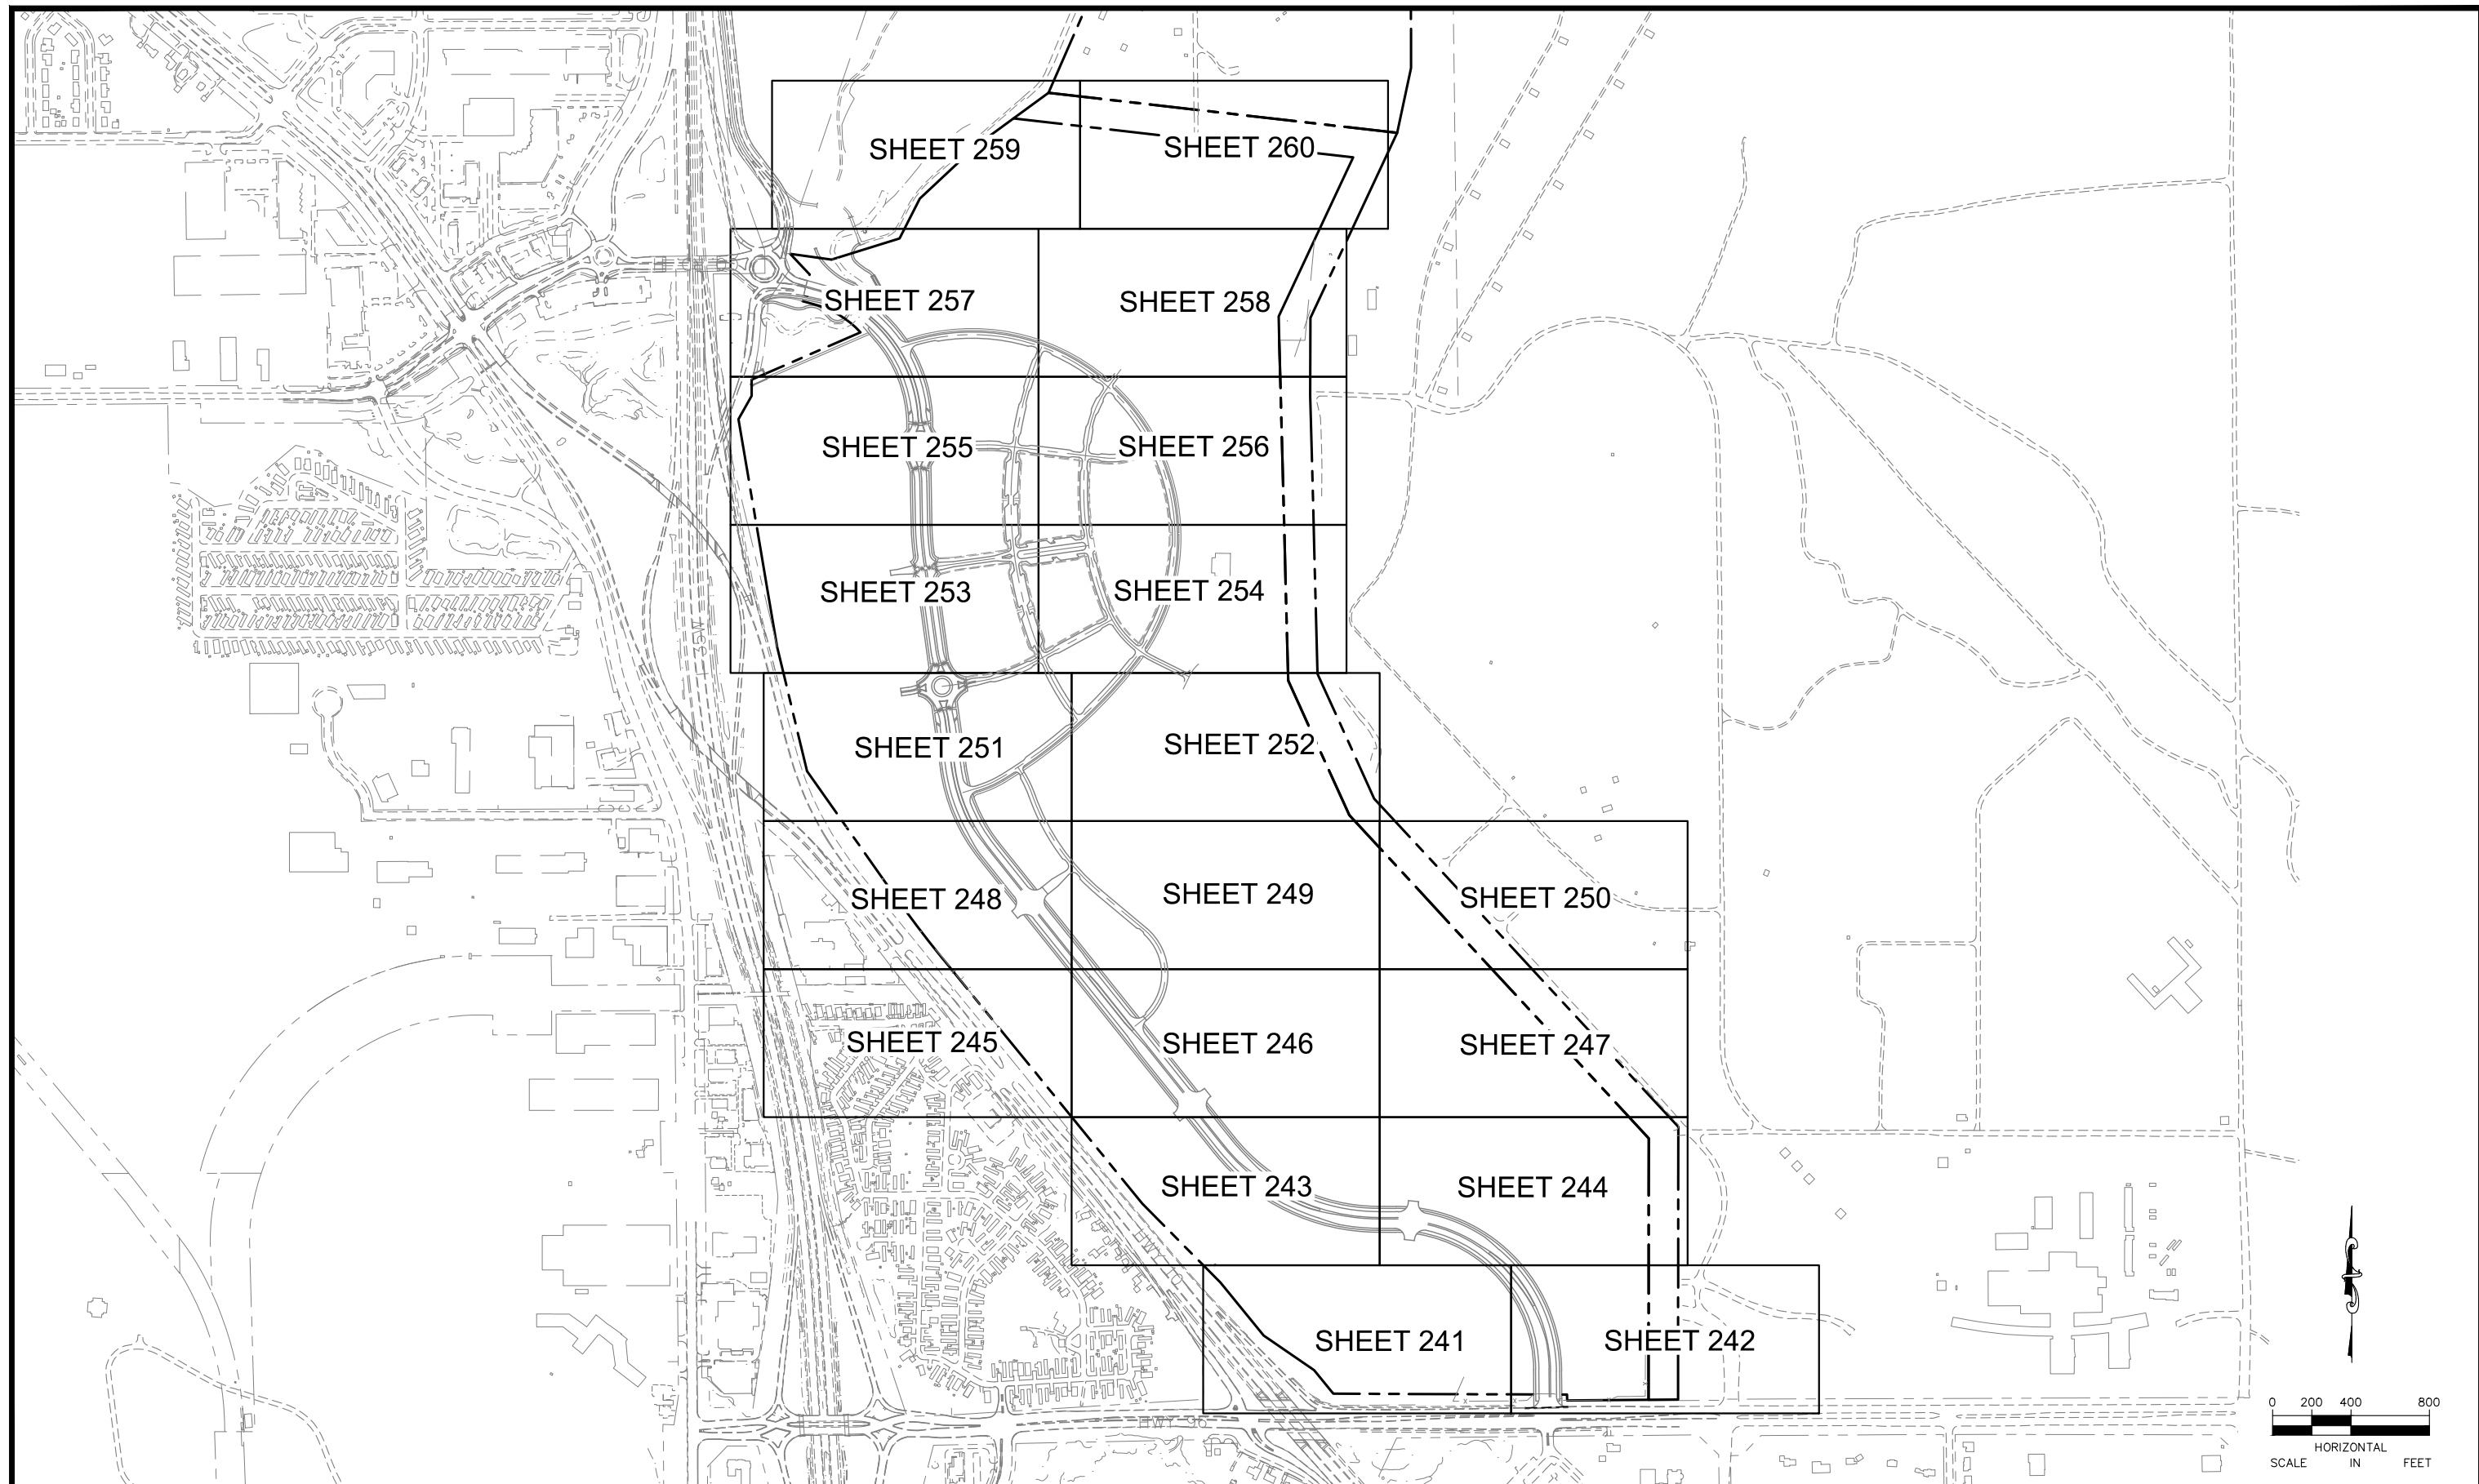 SHEET 259
SHEET 260
SHEET 257
SHEET 258
SHEET 255
SHEET 256
SHEET 253
SHEET 254
SHEET 251
SHEET 252
SHEET 248
SHEET 249
SHEET 250
SHEET 245
SHEET 246
SHEET 247
SHEET 243
SHEET 244
SHEET 241
SHEET 242
HWY 96
0 200 400 800
HORIZONTAL
SCALE IN FEET